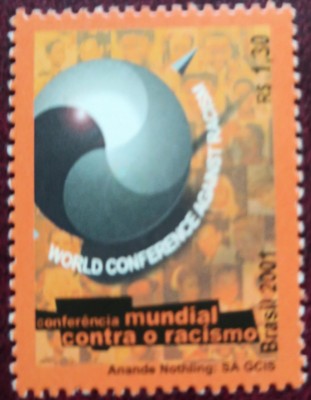 R$ 1,30
WORLD CONFERENCE AGAINST RACISM
Brasil 2001
conferência mundial
contra o racismo
Anande Nothling: SA GCIS